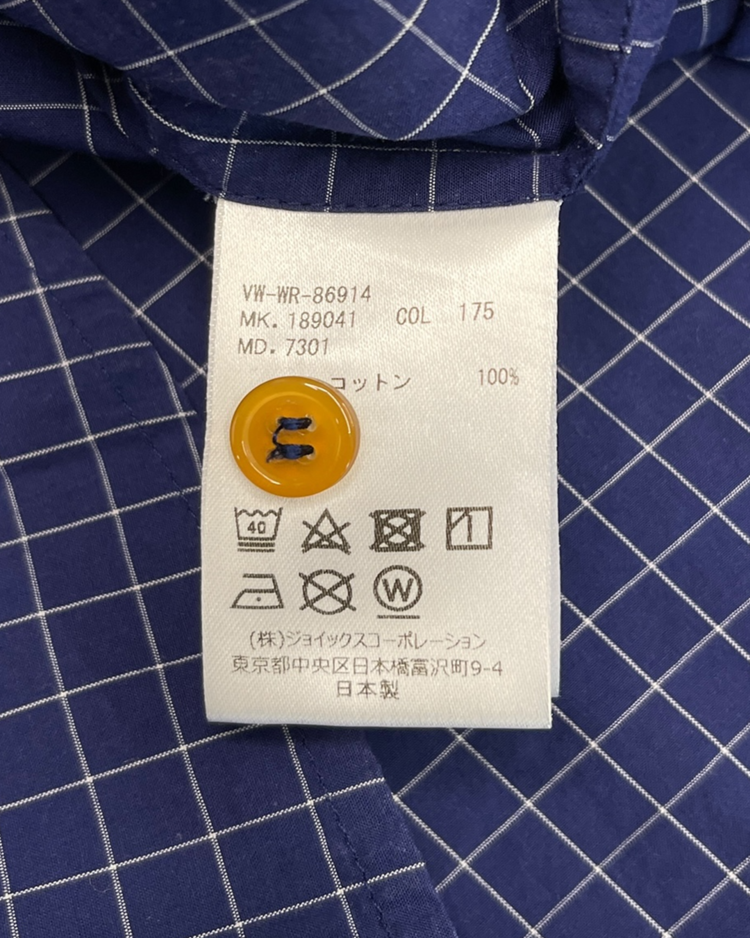 VW-WR-86914
MK. 189041 COL 175
MD. 7301
コットン 100%
40
W
(株)ジョイックスコーポレーション
東京都中央区日本橋富沢町9-4
日本製